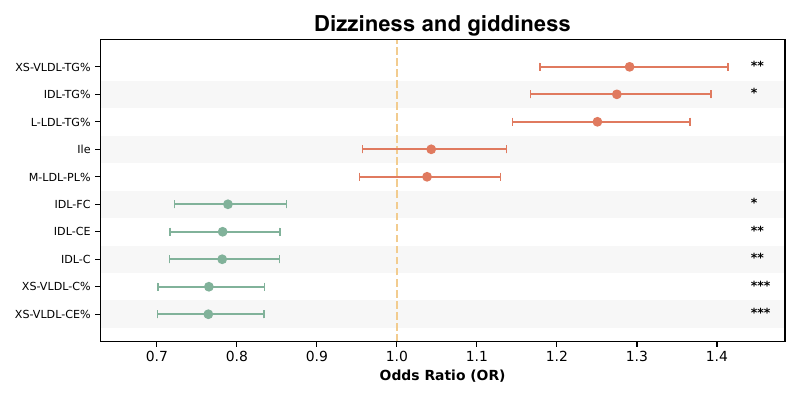 Dizziness and giddiness
XS-VLDL-TG% **
IDL-TG% *
L-LDL-TG%
Ile
M-LDL-PL%
IDL-FC *
IDL-CE **
IDL-C **
XS-VLDL-C% ***
XS-VLDL-CE% ***
0.7 0.8 0.9 1.0 1.1 1.2 1.3 1.4
Odds Ratio (OR)